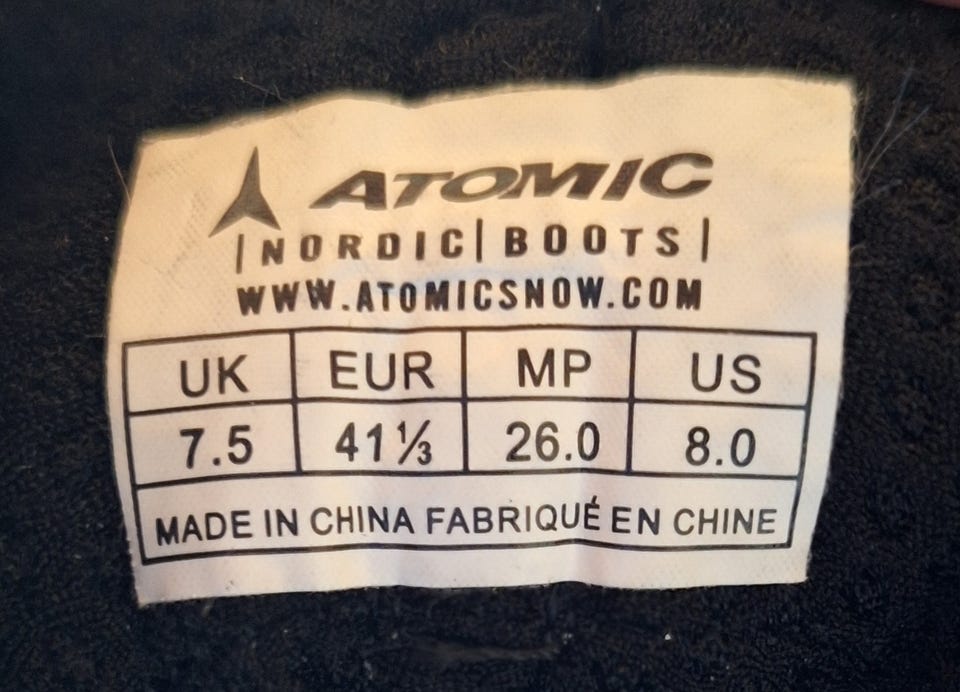 ATOMIC
|NORDIC|BOOTS|
WWW.ATOMICSNOW.COM
UK EUR MP US
7.5 41⅓ 26.0 8.0
MADE IN CHINA FABRIQUÉ EN CHINE